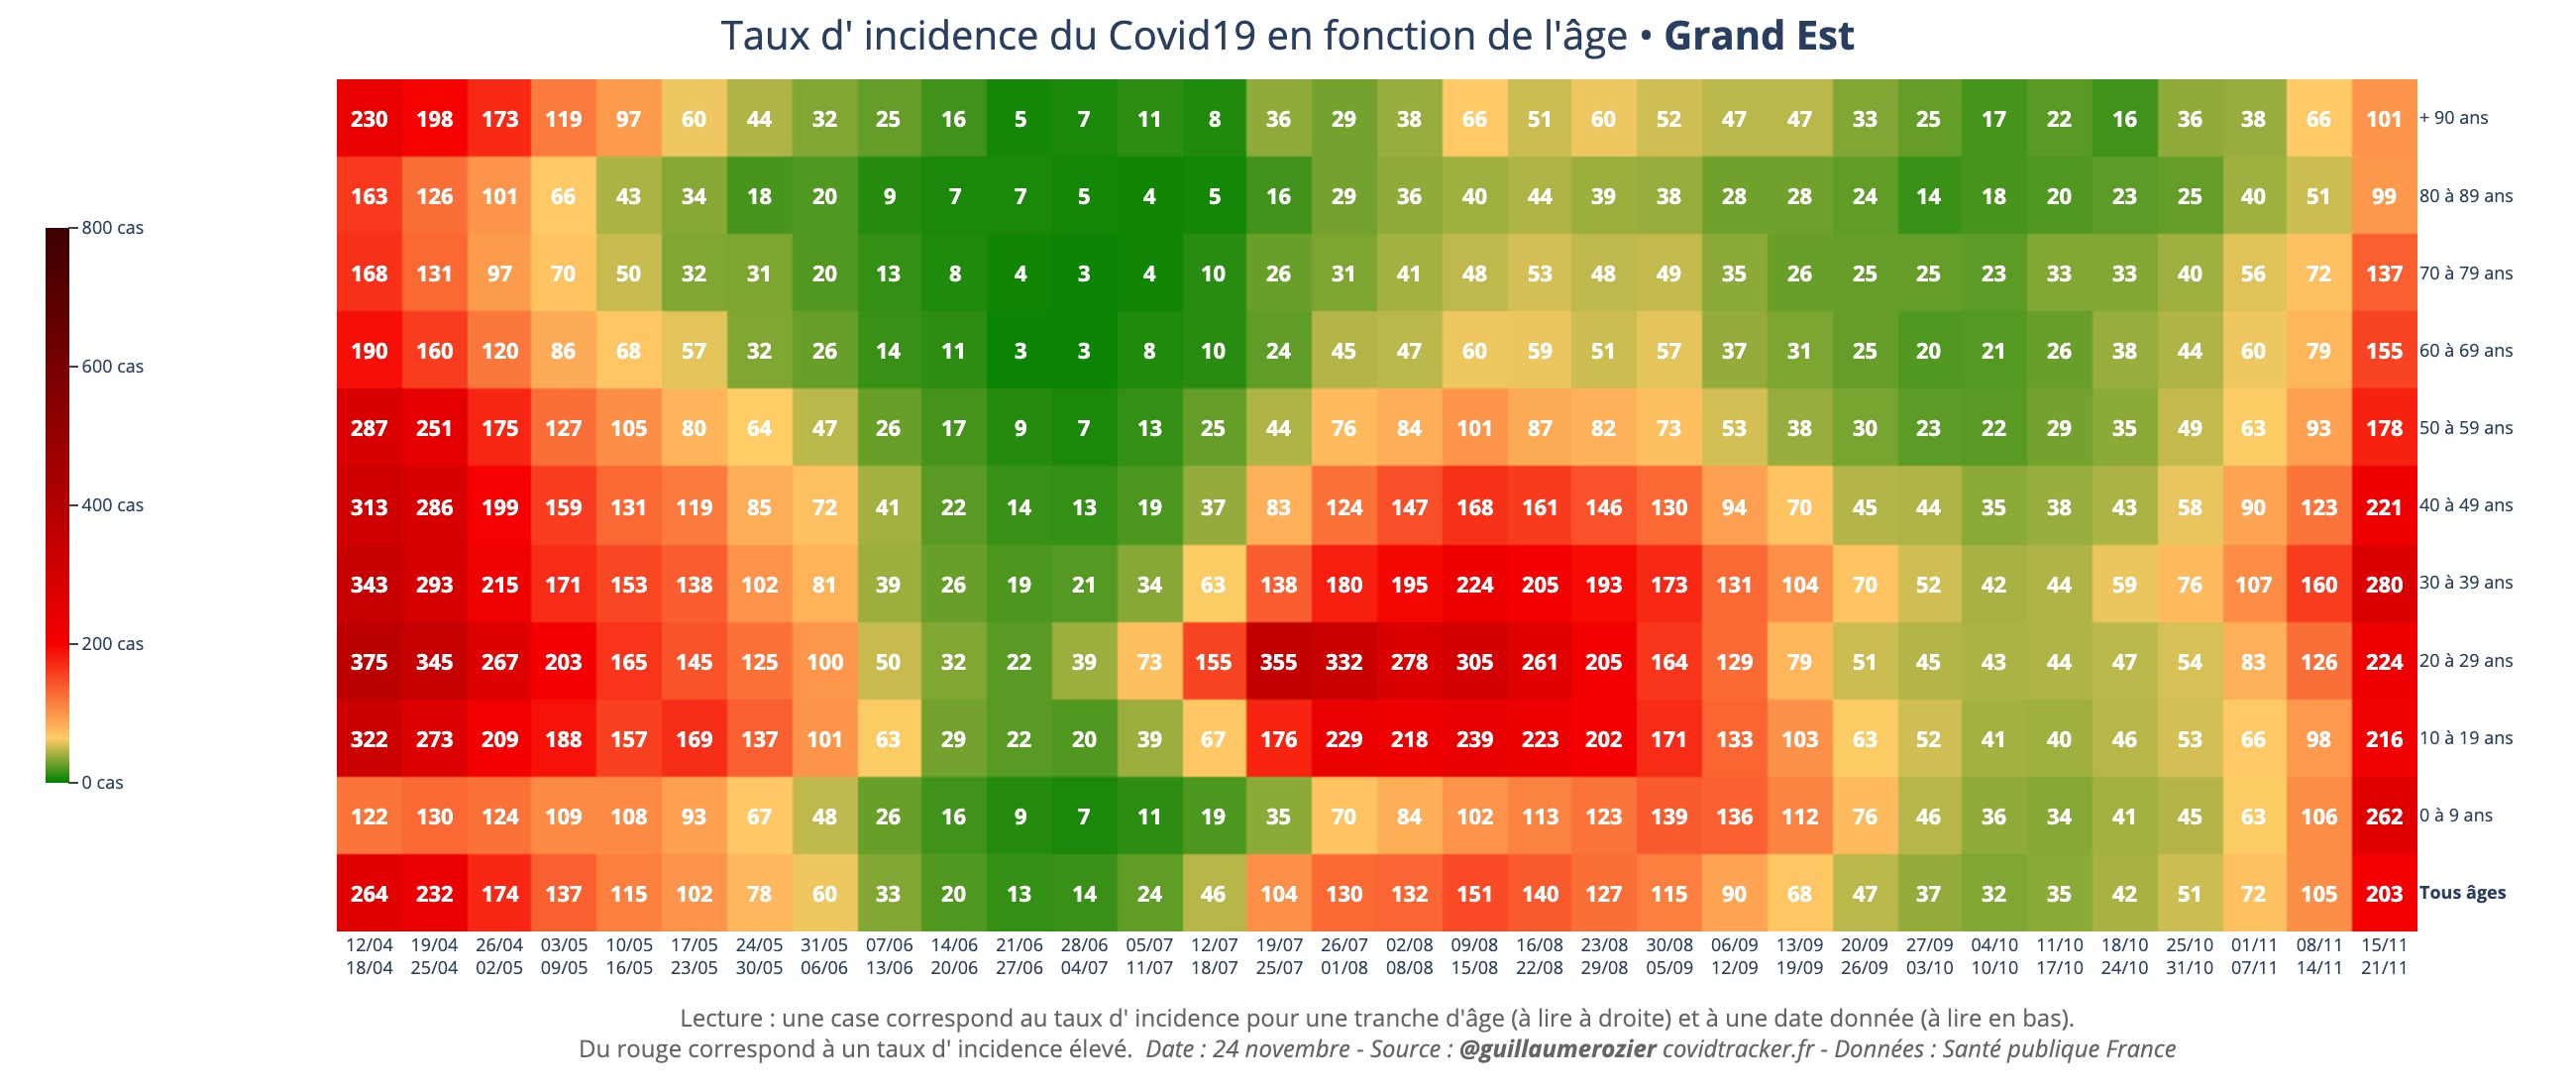 Taux d' incidence du Covid19 en fonction de l'âge • Grand Est
800 cas
600 cas
400 cas
200 cas
0 cas
230 198 173 119 97 60 44 32 25 16 5 7 11 8 36 29 38 66 51 60 52 47 47 33 25 17 22 16 36 38 66 101 + 90 ans
163 126 101 66 43 34 18 20 9 7 7 5 4 5 16 29 36 40 44 39 38 28 28 24 14 18 20 23 25 40 51 99 80 à 89 ans
168 131 97 70 50 32 31 20 13 8 4 3 4 10 26 31 41 48 53 48 49 35 26 25 25 23 33 33 40 56 72 137 70 à 79 ans
190 160 120 86 68 57 32 26 14 11 3 3 8 10 24 45 47 60 59 51 57 37 31 25 20 21 26 38 44 60 79 155 60 à 69 ans
287 251 175 127 105 80 64 47 26 17 9 7 13 25 44 76 84 101 87 82 73 53 38 30 23 22 29 35 49 63 93 178 50 à 59 ans
313 286 199 159 131 119 85 72 41 22 14 13 19 37 83 124 147 168 161 146 130 94 70 45 44 35 38 43 58 90 123 221 40 à 49 ans
343 293 215 171 153 138 102 81 39 26 19 21 34 63 138 180 195 224 205 193 173 131 104 70 52 42 44 59 76 107 160 280 30 à 39 ans
375 345 267 203 165 145 125 100 50 32 22 39 73 155 355 332 278 305 261 205 164 129 79 51 45 43 44 47 54 83 126 224 20 à 29 ans
322 273 209 188 157 169 137 101 63 29 22 20 39 67 176 229 218 239 223 202 171 133 103 63 52 41 40 46 53 66 98 216 10 à 19 ans
122 130 124 109 108 93 67 48 26 16 9 7 11 19 35 70 84 102 113 123 139 136 112 76 46 36 34 41 45 63 106 262 0 à 9 ans
264 232 174 137 115 102 78 60 33 20 13 14 24 46 104 130 132 151 140 127 115 90 68 47 37 32 35 42 51 72 105 203 Tous âges
12/04 19/04 26/04 03/05 10/05 17/05 24/05 31/05 07/06 14/06 21/06 28/06 05/07 12/07 19/07 26/07 02/08 09/08 16/08 23/08 30/08 06/09 13/09 20/09 27/09 04/10 11/10 18/10 25/10 01/11 08/11 15/11
18/04 25/04 02/05 09/05 16/05 23/05 30/05 06/06 13/06 20/06 27/06 04/07 11/07 18/07 25/07 01/08 08/08 15/08 22/08 29/08 05/09 12/09 19/09 26/09 03/10 10/10 17/10 24/10 31/10 07/11 14/11 21/11
Lecture : une case correspond au taux d' incidence pour une tranche d'âge (à lire à droite) et à une date donnée (à lire en bas).
Du rouge correspond à un taux d' incidence élevé. Date : 24 novembre - Source : @guillaumerozier covidtracker.fr - Données : Santé publique France